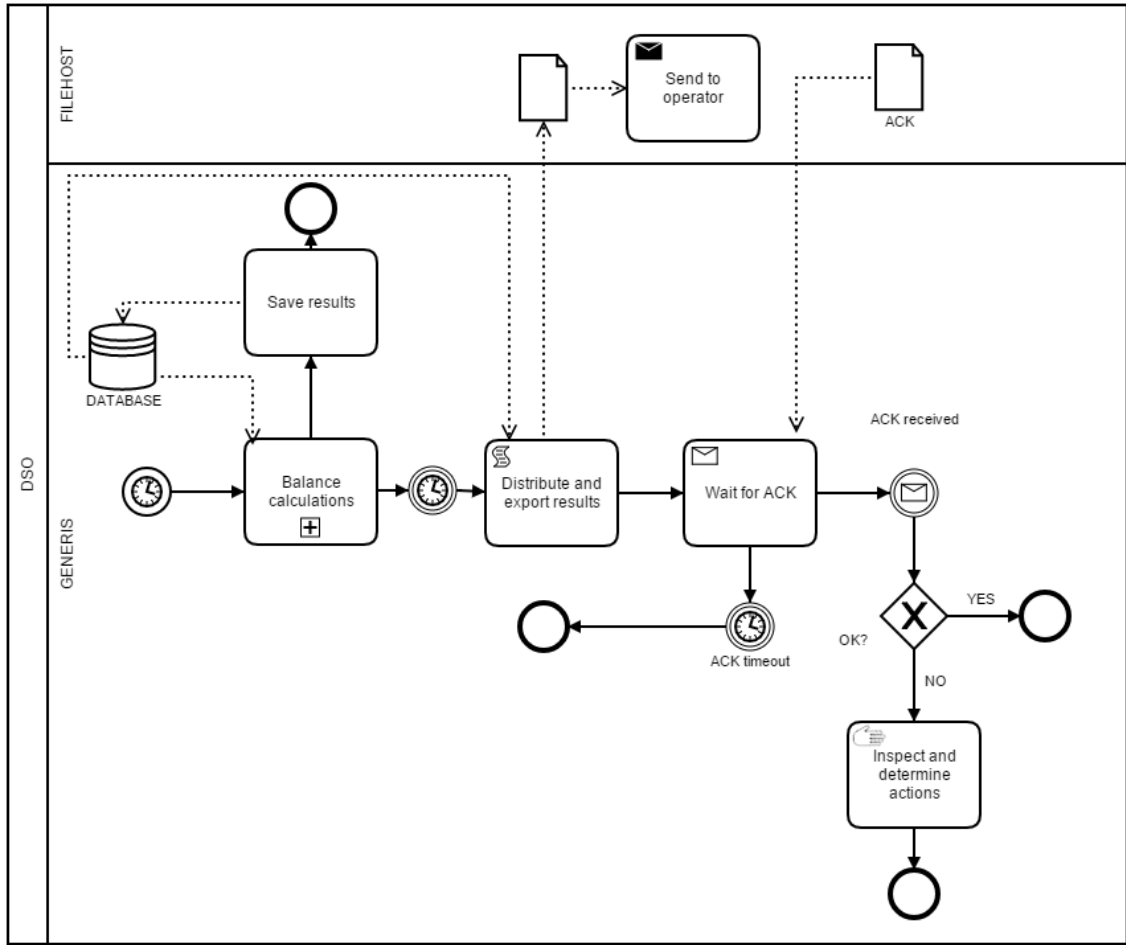 DSO
FILEHOST
Send to
operator
ACK
GENERIS
Save results
DATABASE
ACK received
Balance
calculations
Distribute and
export results
Wait for ACK
YES
OK?
ACK timeout
NO
Inspect and
determine
actions